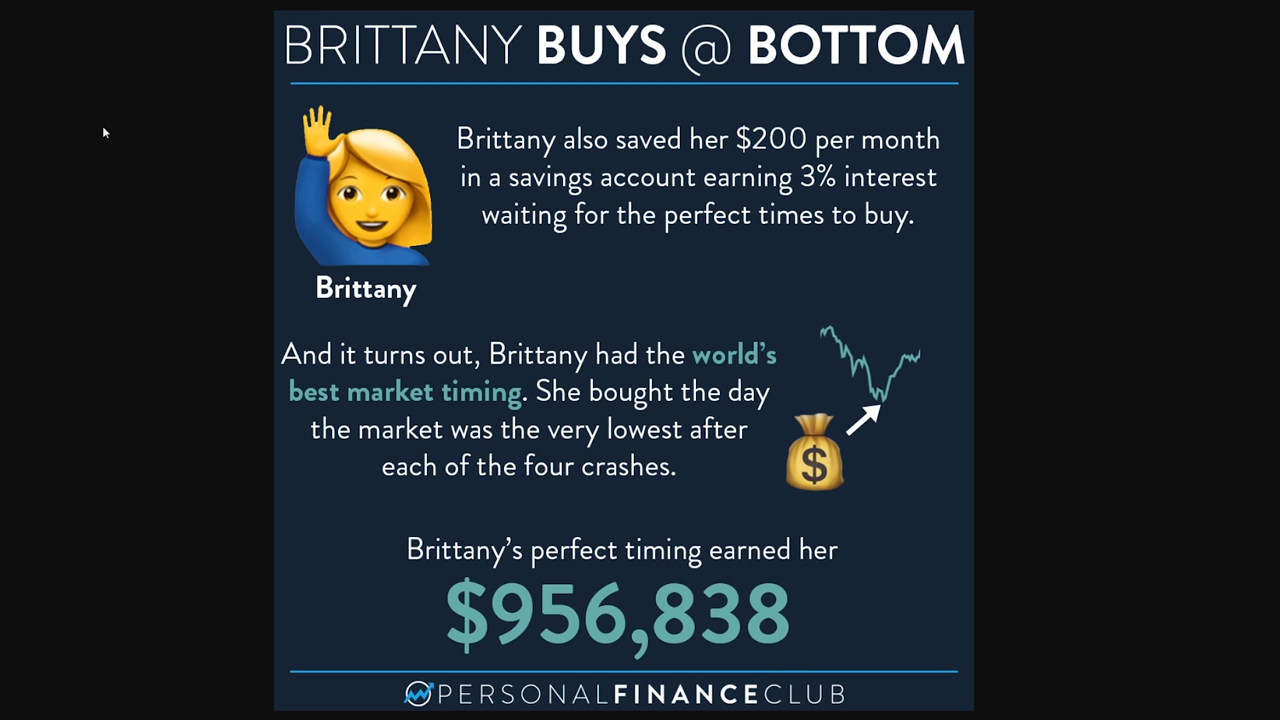 BRITTANY BUYS @ BOTTOM
Brittany also saved her $200 per month
in a savings account earning 3% interest
waiting for the perfect times to buy.
Brittany
And it turns out, Brittany had the world's
best market timing. She bought the day
the market was the very lowest after
each of the four crashes.
$
Brittany's perfect timing earned her
$956,838
PERSONALFINANCECLUB